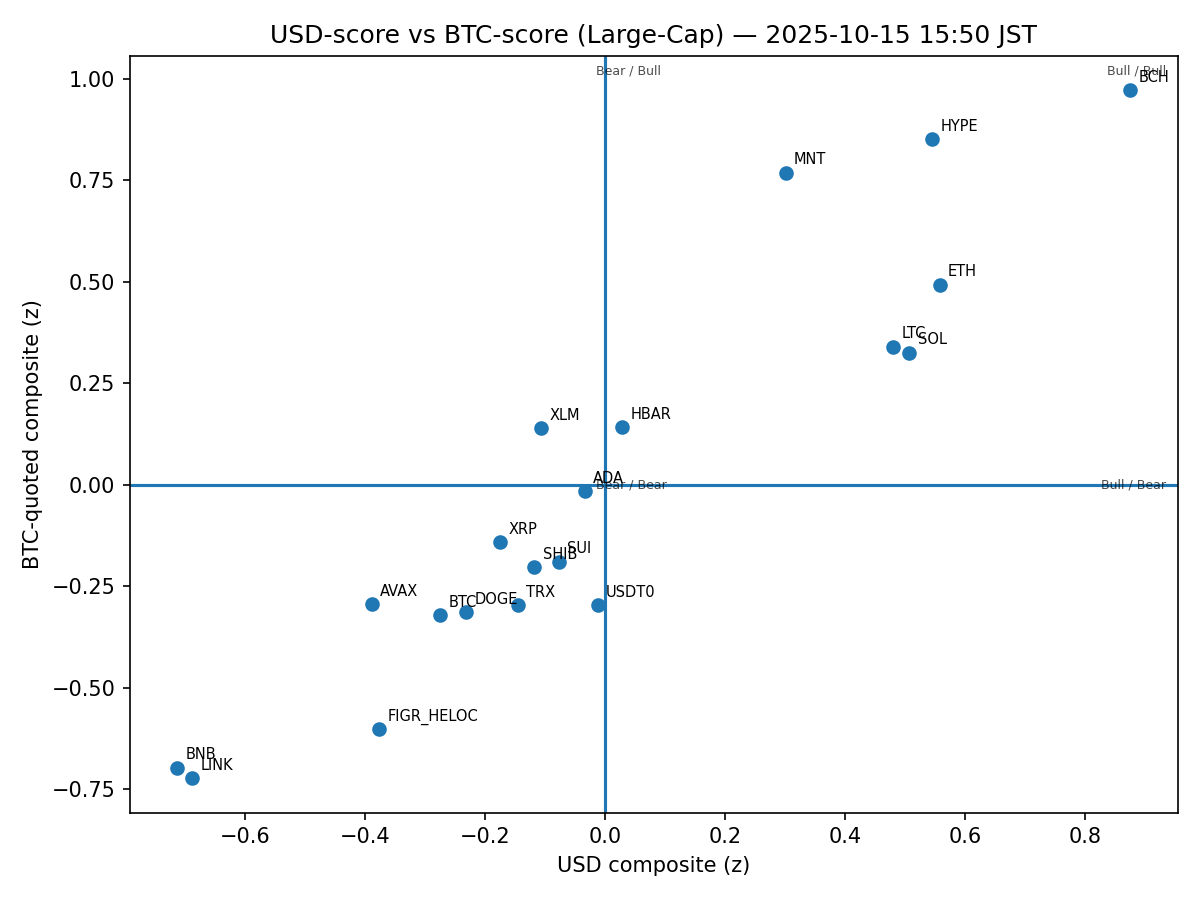 USD-score vs BTC-score (Large-Cap) — 2025-10-15 15:50 JST
Bear / Bull
Bull / Bull
BCH
HYPE
MNT
ETH
LTC
SOL
XLM
HBAR
ADA
Bear / Bear
Bull / Bear
XRP
SUI
SHIB
AVAX
BTC
DOGE
TRX
USDT0
FIGR_HELOC
BNB
LINK
1.00
0.75
0.50
0.25
0.00
−0.25
−0.50
−0.75
BTC-quoted composite (z)
−0.6
−0.4
−0.2
0.0
0.2
0.4
0.6
0.8
USD composite (z)